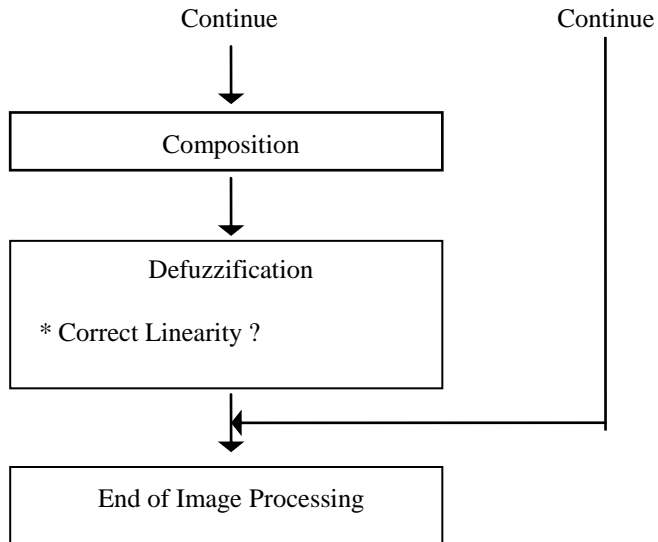 Continue
Continue
Composition
Defuzzification
* Correct Linearity ?
End of Image Processing